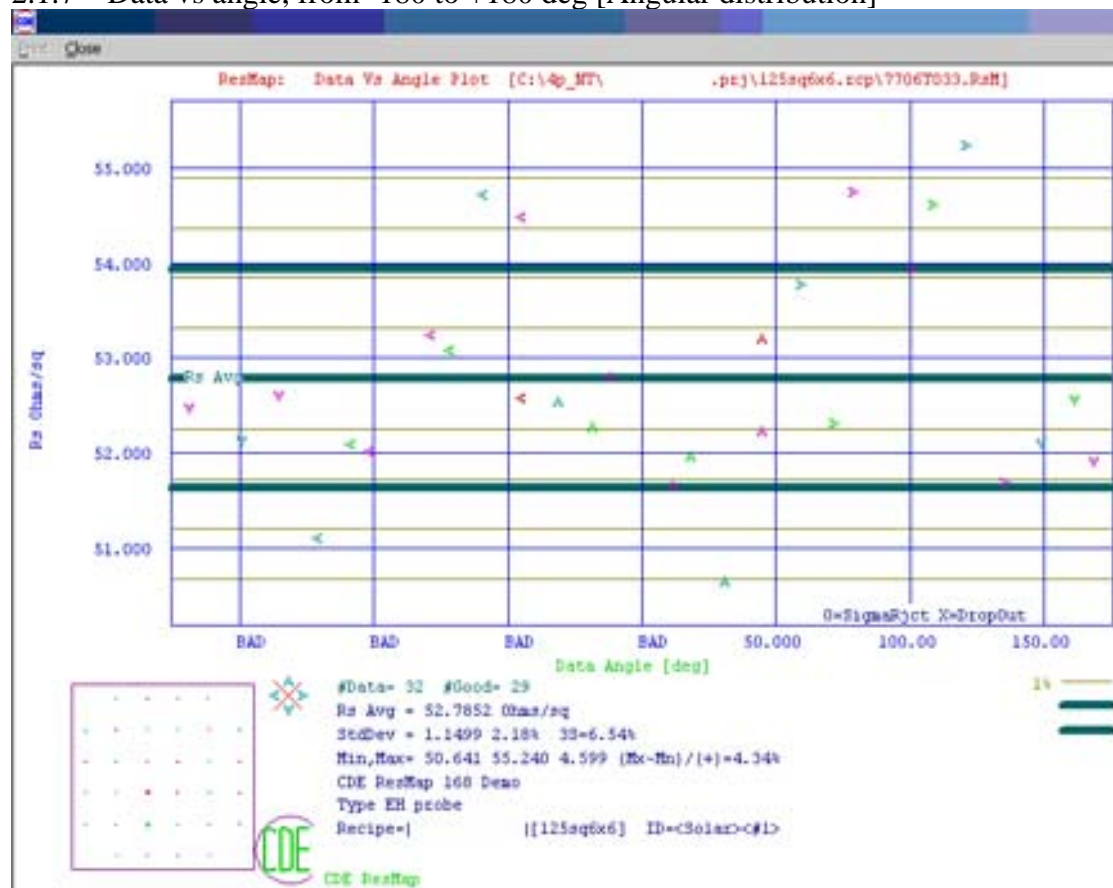 2.1.7 Data vs angle, from -180 to +180 deg [Angular distribution]
Print Close
ResMap: Data Vs Angle Plot [C:\4p_NT\ .prj\125sq6x6.rcp\7706T033.RsM]
55.000
54.000
53.000
Rs Avg
52.000
51.000
Rs Ohms/sq
O=SigmaRjct X=DropOut
BAD BAD BAD BAD 50.000 100.00 150.00
Data Angle [deg]
1%
#Data= 32 #Good= 29
Rs Avg = 52.7852 Ohms/sq
StdDev = 1.1499 2.18% 3S=6.54%
Min,Max= 50.641 55.240 4.599 (Mx-Mn)/(+)=4.34%
CDE ResMap 168 Demo
Type EH probe
Recipe=| |[125sq6x6] ID=<Solar><#1>
CDE
CDE ResMap